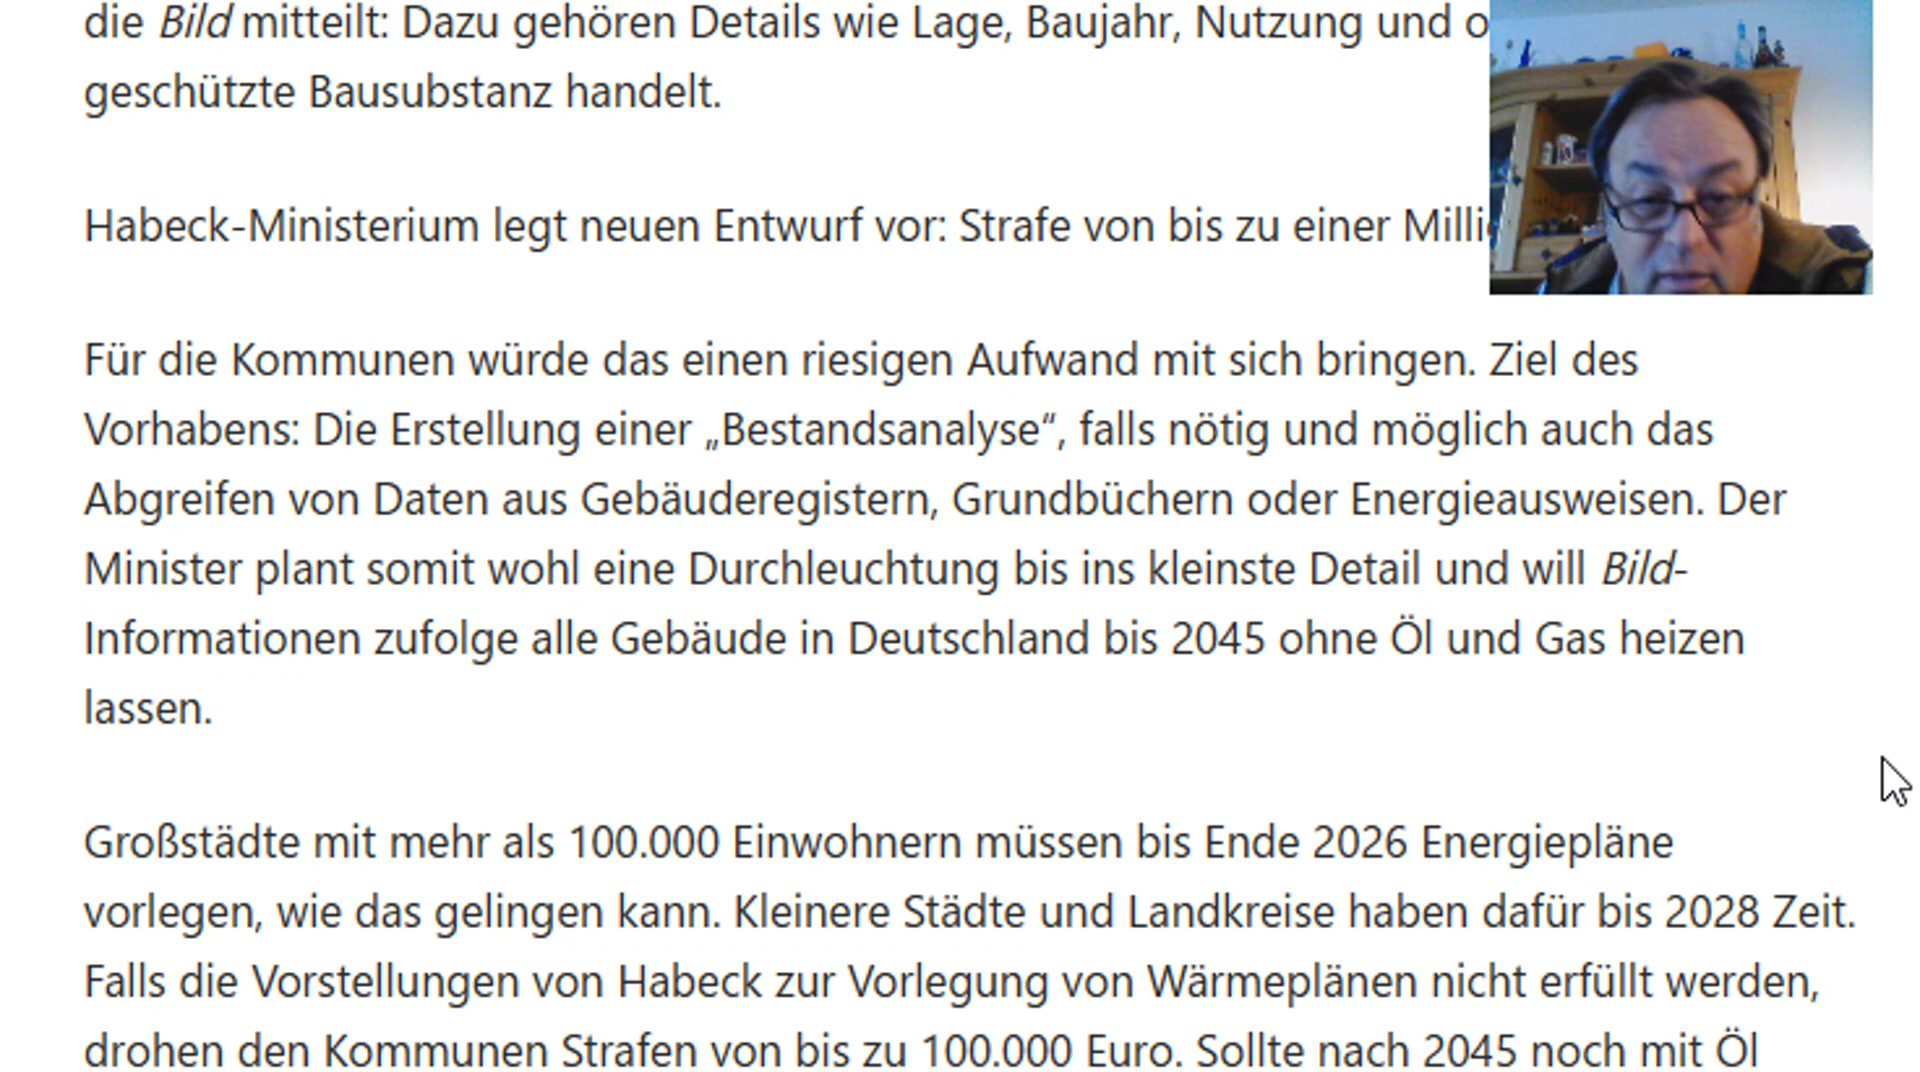 die Bild mitteilt: Dazu gehören Details wie Lage, Baujahr, Nutzung und
geschützte Bausubstanz handelt.
Habeck-Ministerium legt neuen Entwurf vor: Strafe von bis zu einer
Für die Kommunen würde das einen riesigen Aufwand mit sich bringen. Ziel des
Vorhabens: Die Erstellung einer „Bestandsanalyse“, falls nötig und möglich auch das
Abgreifen von Daten aus Gebäuderegistern, Grundbüchern oder Energieausweisen. Der
Minister plant somit wohl eine Durchleuchtung bis ins kleinste Detail und will Bild-
Informationen zufolge alle Gebäude in Deutschland bis 2045 ohne Öl und Gas heizen
lassen.
Großstädte mit mehr als 100.000 Einwohnern müssen bis Ende 2026 Energiepläne
vorlegen, wie das gelingen kann. Kleinere Städte und Landkreise haben dafür bis 2028 Zeit.
Falls die Vorstellungen von Habeck zur Vorlegung von Wärmeplänen nicht erfüllt werden,
drohen den Kommunen Strafen von bis zu 100.000 Euro. Sollte nach 2045 noch mit Öl